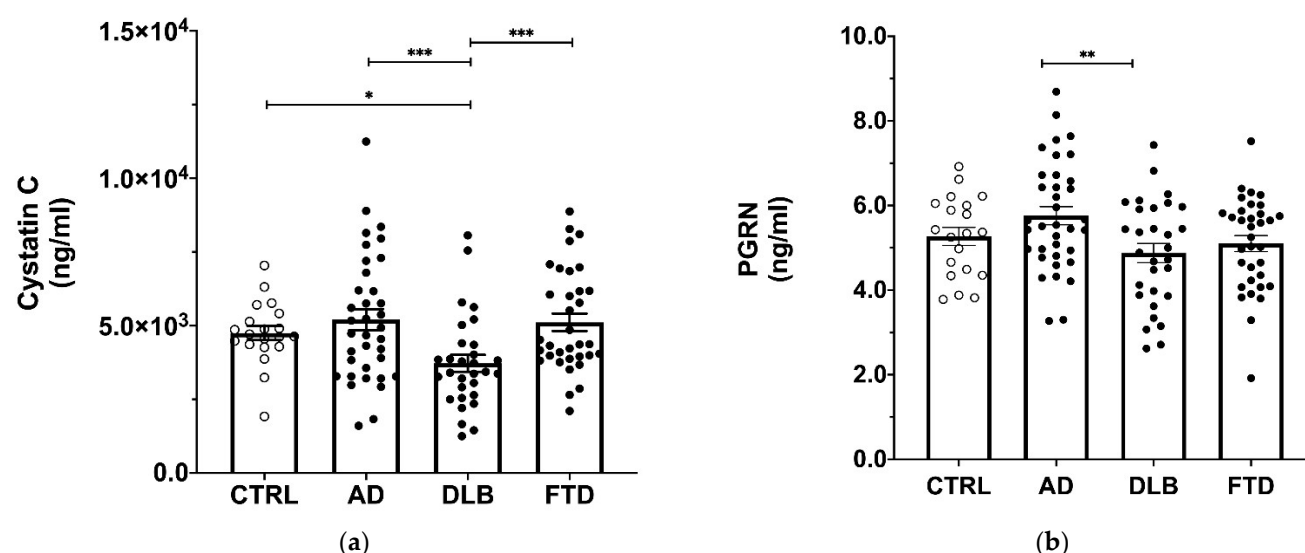 1.5×10⁴
1.0×10⁴
5.0×10³
0.0
Cystatin C
(ng/ml)
***
***
*
CTRL AD DLB FTD
(a)
10.0
8.0
6.0
4.0
2.0
0.0
PGRN
(ng/ml)
**
CTRL AD DLB FTD
(b)